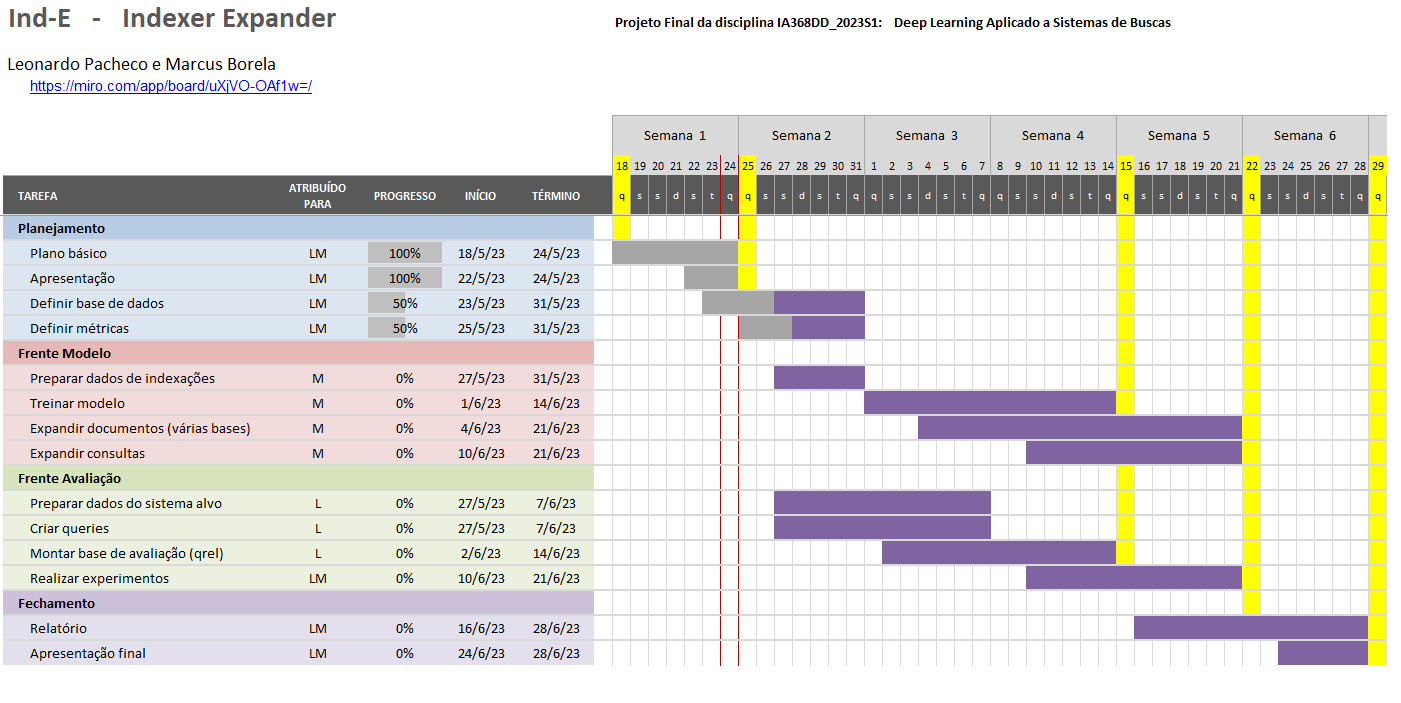 Ind-E - Indexer Expander
Projeto Final da disciplina IA368DD_2023S1: Deep Learning Aplicado a Sistemas de Buscas
Leonardo Pacheco e Marcus Borela
https://miro.com/app/board/uXjVO-OAf1w=/
Semana 1 Semana 2 Semana 3 Semana 4 Semana 5 Semana 6
18 19 20 21 22 23 24 25 26 27 28 29 30 31 1 2 3 4 5 6 7 8 9 10 11 12 13 14 15 16 17 18 19 20 21 22 23 24 25 26 27 28 29
TAREFA ATRIBUÍDO PARA PROGRESSO INÍCIO TÉRMINO q s s d s t q q s s d s t q q s s d s t q q s s d s t q q s s d s t q q s s d s t q q
Planejamento
Plano básico LM 100% 18/5/23 24/5/23
Apresentação LM 100% 22/5/23 24/5/23
Definir base de dados LM 50% 23/5/23 31/5/23
Definir métricas LM 50% 25/5/23 31/5/23
Frente Modelo
Preparar dados de indexações M 0% 27/5/23 31/5/23
Treinar modelo M 0% 1/6/23 14/6/23
Expandir documentos (várias bases) M 0% 4/6/23 21/6/23
Expandir consultas M 0% 10/6/23 21/6/23
Frente Avaliação
Preparar dados do sistema alvo L 0% 27/5/23 7/6/23
Criar queries L 0% 27/5/23 7/6/23
Montar base de avaliação (qrel) L 0% 2/6/23 14/6/23
Realizar experimentos LM 0% 10/6/23 21/6/23
Fechamento
Relatório LM 0% 16/6/23 28/6/23
Apresentação final LM 0% 24/6/23 28/6/23